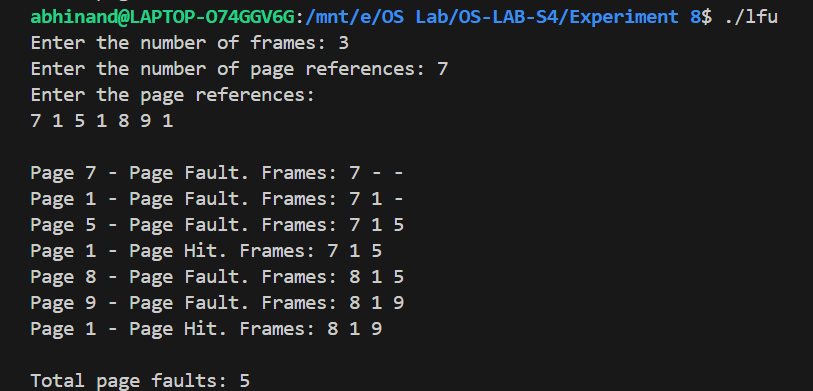 abhinand@LAPTOP-O74GGV6G:/mnt/e/OS Lab/OS-LAB-S4/Experiment 8$ ./lfu
Enter the number of frames: 3
Enter the number of page references: 7
Enter the page references:
7 1 5 1 8 9 1
Page 7 - Page Fault. Frames: 7 - -
Page 1 - Page Fault. Frames: 7 1 -
Page 5 - Page Fault. Frames: 7 1 5
Page 1 - Page Hit. Frames: 7 1 5
Page 8 - Page Fault. Frames: 8 1 5
Page 9 - Page Fault. Frames: 8 1 9
Page 1 - Page Hit. Frames: 8 1 9
Total page faults: 5